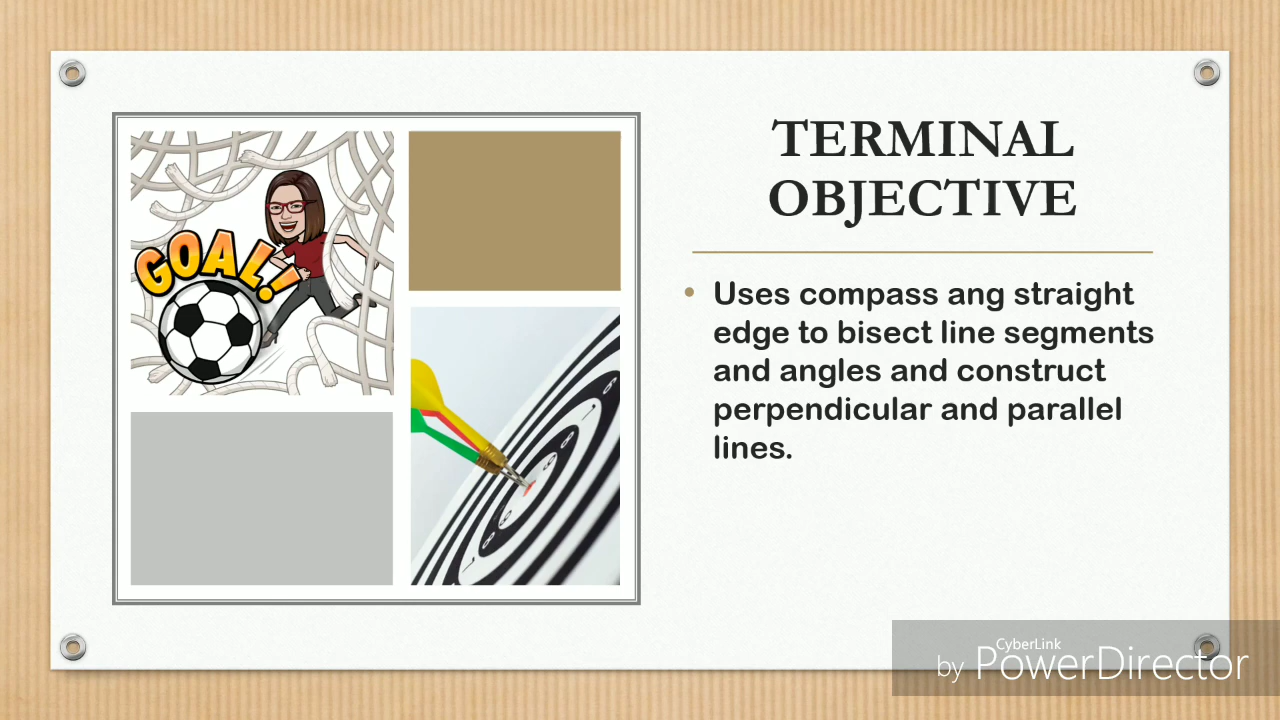 TERMINAL
OBJECTIVE
GOAL!
• Uses compass ang straight
edge to bisect line segments
and angles and construct
perpendicular and parallel
lines.
CyberLink
by PowerDirector